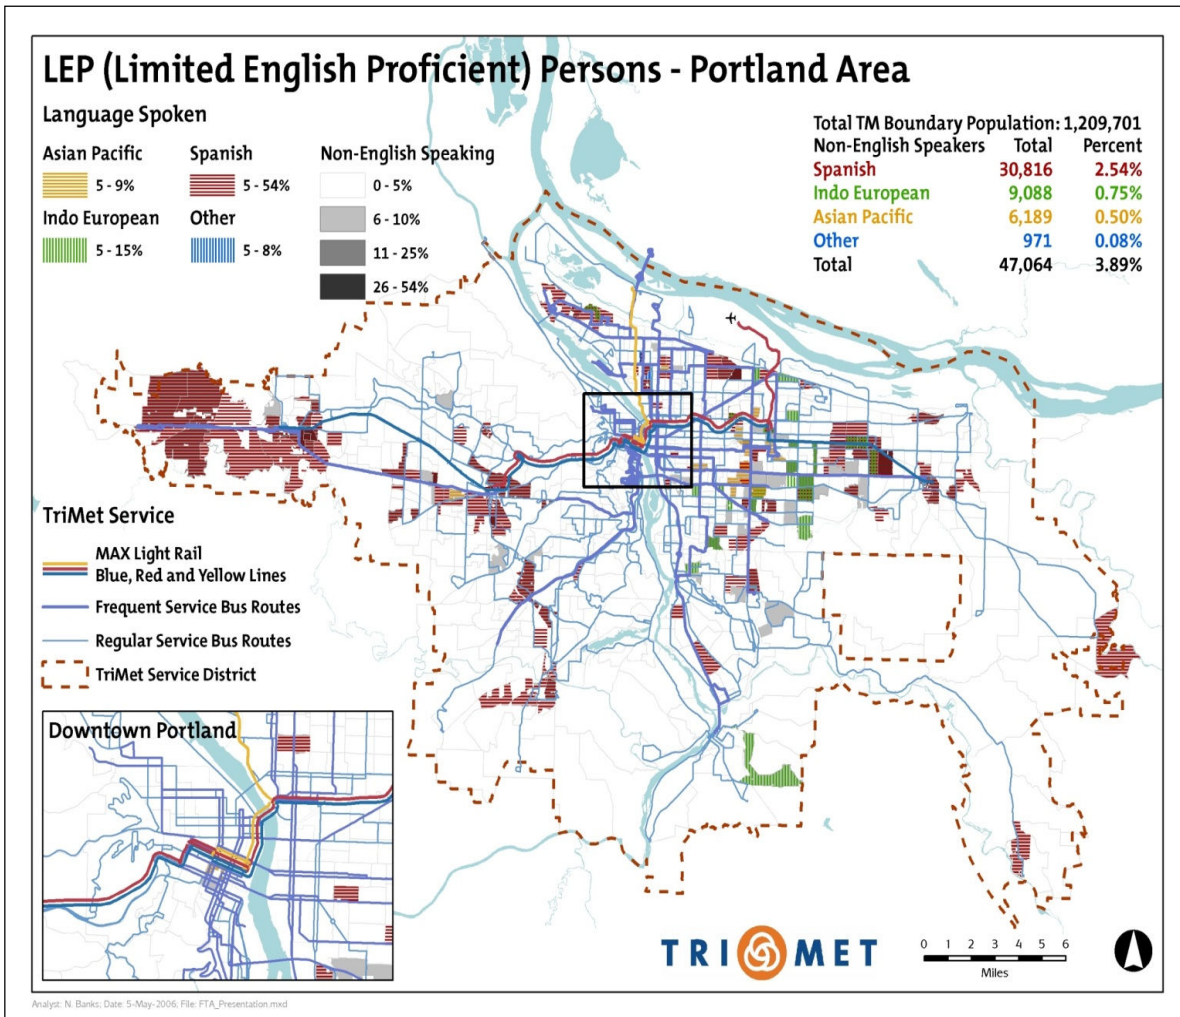 LEP (Limited English Proficient) Persons - Portland Area
Language Spoken
Asian Pacific
5 - 9%
Spanish
5 - 54%
Indo European
5 - 15%
Other
5 - 8%
Non-English Speaking
0 - 5%
6 - 10%
11 - 25%
26 - 54%
Total TM Boundary Population: 1,209,701
Non-English Speakers Total Percent
Spanish 30,816 2.54%
Indo European 9,088 0.75%
Asian Pacific 6,189 0.50%
Other 971 0.08%
Total 47,064 3.89%
TriMet Service
MAX Light Rail
Blue, Red and Yellow Lines
Frequent Service Bus Routes
Regular Service Bus Routes
TriMet Service District
Downtown Portland
TRI MET
0 1 2 3 4 5 6
Miles
Analyst: N. Banks; Date: 5-May-2006; File: FTA_Presentation.mxd